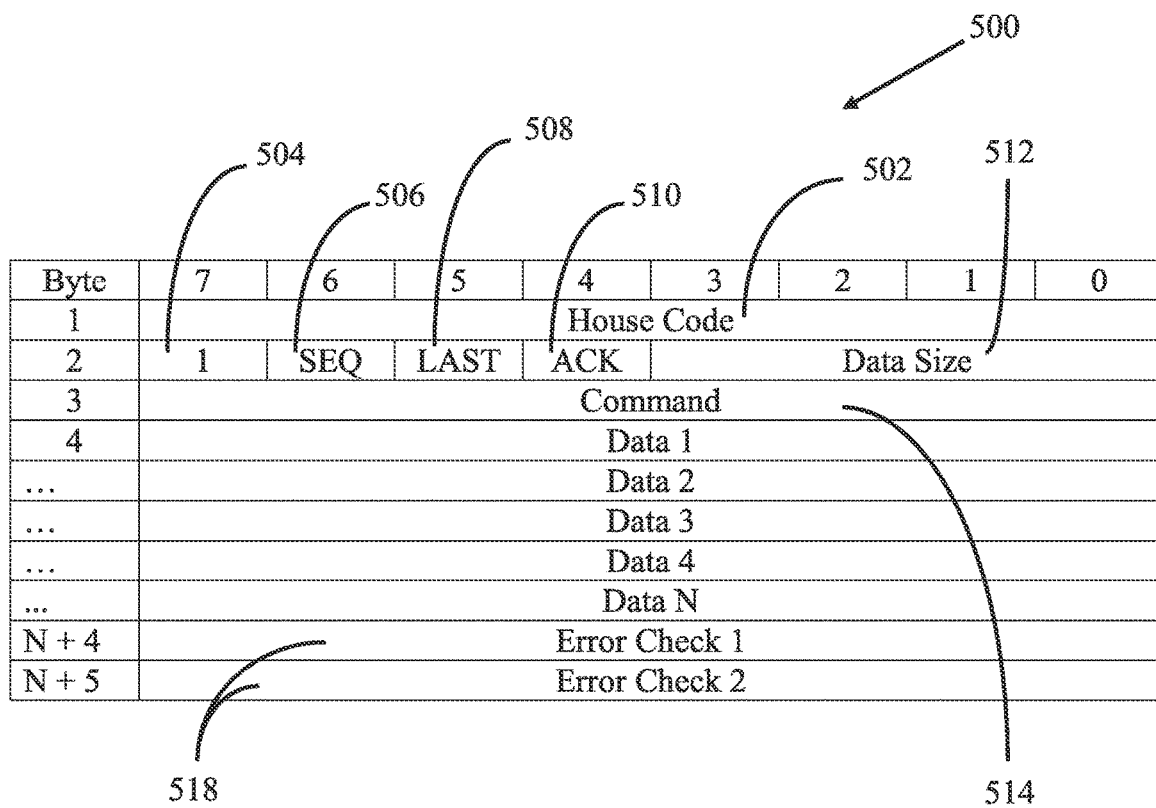 500
508
504
512
502
506
510
Byte 7 6 5 4 3 2 1 0
1 House Code
2 1 SEQ LAST ACK Data Size
3 Command
4 Data 1
... Data 2
... Data 3
... Data 4
... Data N
N + 4 Error Check 1
N + 5 Error Check 2
518
514